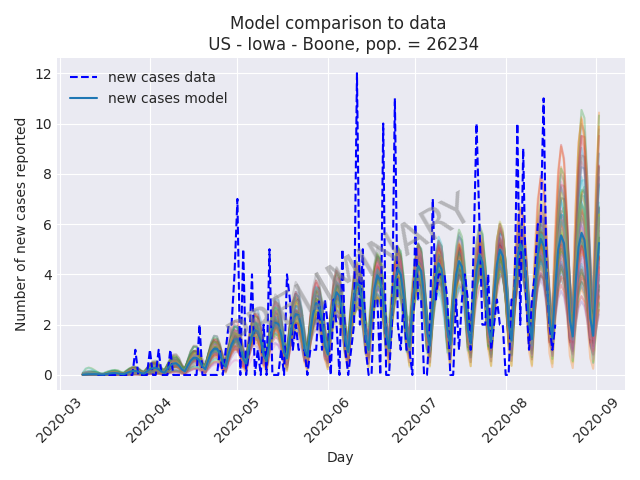 Model comparison to data
US - Iowa - Boone, pop. = 26234
new cases data
new cases model
PRELIMINARY
Number of new cases reported
12
10
8
6
4
2
0
2020-03
2020-04
2020-05
2020-06
2020-07
2020-08
2020-09
Day